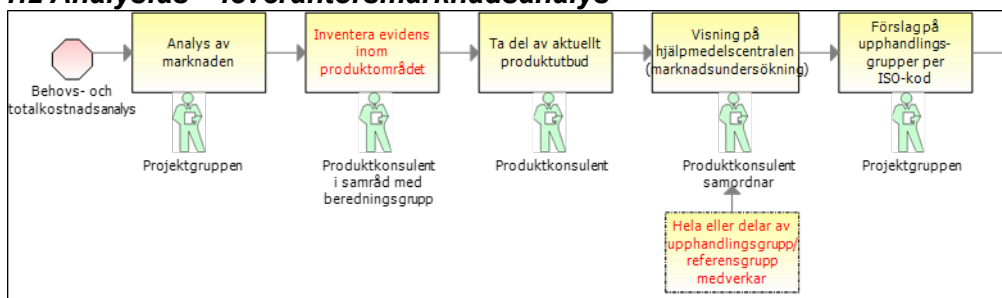 Analys av
marknaden
Inventera evidens
inom
produktområdet
Ta del av aktuellt
produktutbud
Visning på
hjälpmedelscentralen
(marknadsundersökning)
Förslag på
upphandlings-
grupper per
ISO-kod
Behovs- och
totalkostnadsanalys
Projektgruppen
Produktkonsulent
i samråd med
beredningsgrupp
Produktkonsulent
Produktkonsulent
samordnar
Projektgruppen
Hela eller delar av
upphandlingsgrupp/
referensgrupp
medverkar